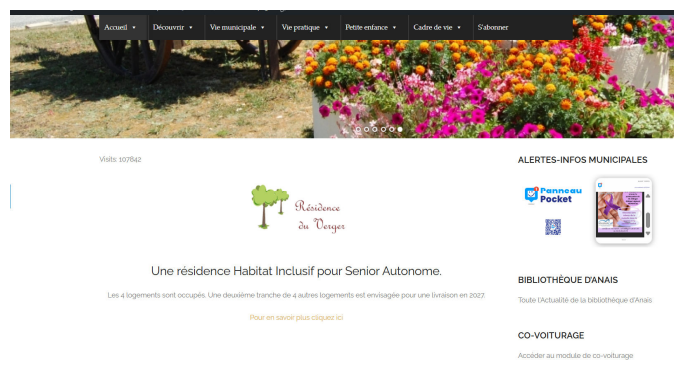 Accueil Découvrir Vie municipale Vie pratique Petite enfance Cadre de vie S'abonner
Visits: 107642
Résidence
du Verger
Une résidence Habitat Inclusif pour Senior Autonome.
Les 4 logements sont occupés. Une deuxième tranche de 4 autres logements est envisagée pour une livraison en 2027.
Pour en savoir plus cliquez ici
ALERTES-INFOS MUNICIPALES
Panneau
Pocket
BIBLIOTHÈQUE D'ANAIS
Toute l'Actualité de la bibliothèque d'Anais
CO-VOITURAGE
Accéder au module de co-voiturage